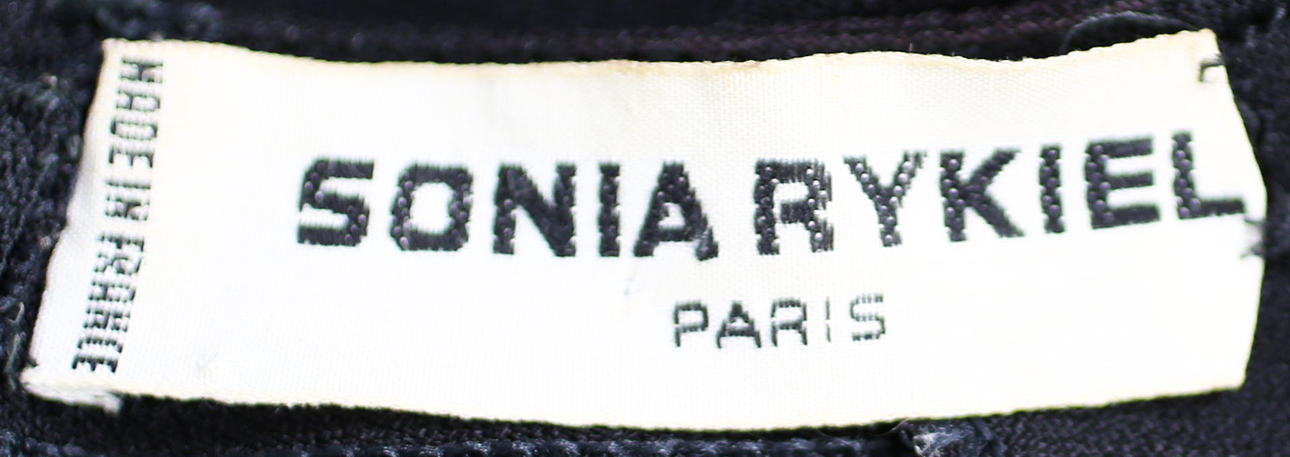 SONIA RYKIEL
PARIS
MADE IN FRANCE